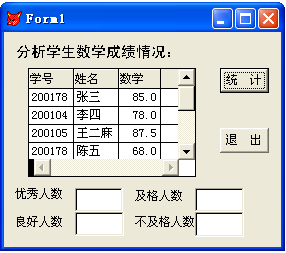 Form1
分析学生数学成绩情况：
学号 姓名 数学
200178 张三 85.0
200104 李四 78.0
200105 王二麻 87.5
200178 陈五 68.0
统 计
退 出
优秀人数 及格人数
良好人数 不及格人数